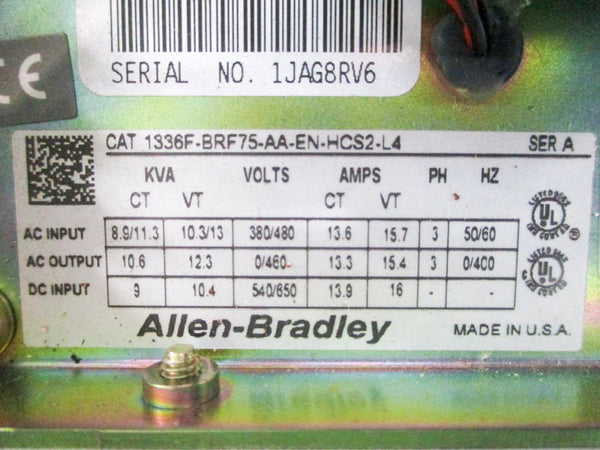 CE
SERIAL NO. 1JAG8RV6
CAT 1336F-BRF75-AA-EN-HCS2-L4 SER A
KVA VOLTS AMPS PH HZ
CT VT CT VT
AC INPUT 8.9/11.3 10.3/13 380/480 13.6 15.7 3 50/60
AC OUTPUT 10.6 12.3 0/460 13.3 15.4 3 0/400
DC INPUT 9 10.4 540/650 13.9 16 - -
UL
UL
Allen-Bradley MADE IN U.S.A.